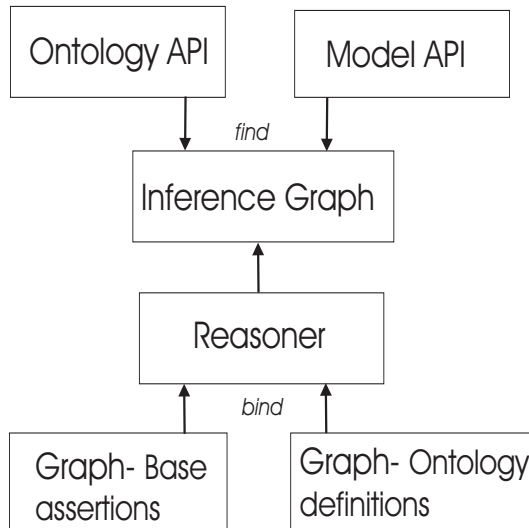 Ontology API
Model API
find
Inference Graph
Reasoner
bind
Graph- Base
assertions
Graph- Ontology
definitions